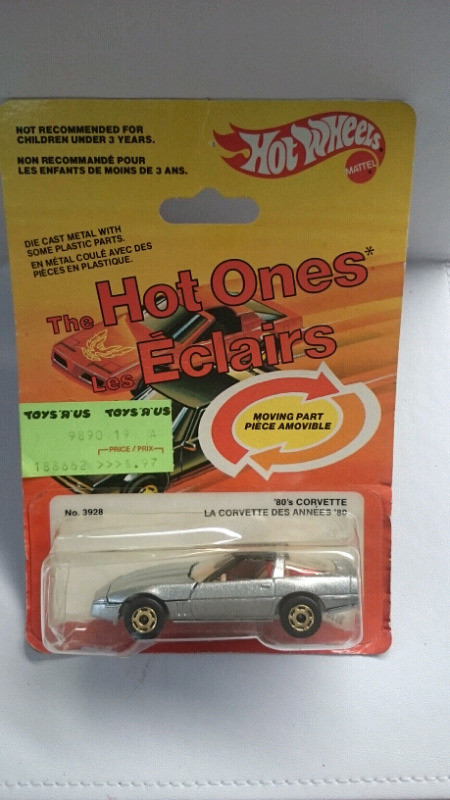 NOT RECOMMENDED FOR
CHILDREN UNDER 3 YEARS.
NON RECOMMANDÉ POUR
LES ENFANTS DE MOINS DE 3 ANS.
HOT WHEELS
MATTEL
DIE CAST METAL WITH
SOME PLASTIC PARTS.
EN MÉTAL COULÉ AVEC DES
PIÈCES EN PLASTIQUE.
The Hot Ones*
Les Éclairs
MOVING PART
PIÈCE AMOVIBLE
TOYS"R"US TOYS"R"US
9890 19 A
PRICE/PRIX
188662 >>>
'80's CORVETTE
No. 3928
LA CORVETTE DES ANNÉES '80